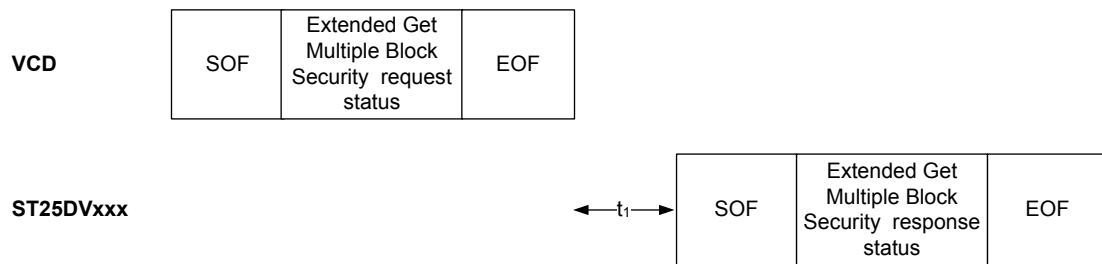 VCD
SOF
Extended Get
Multiple Block
Security request
status
EOF
ST25DVxxx
t1
SOF
Extended Get
Multiple Block
Security response
status
EOF